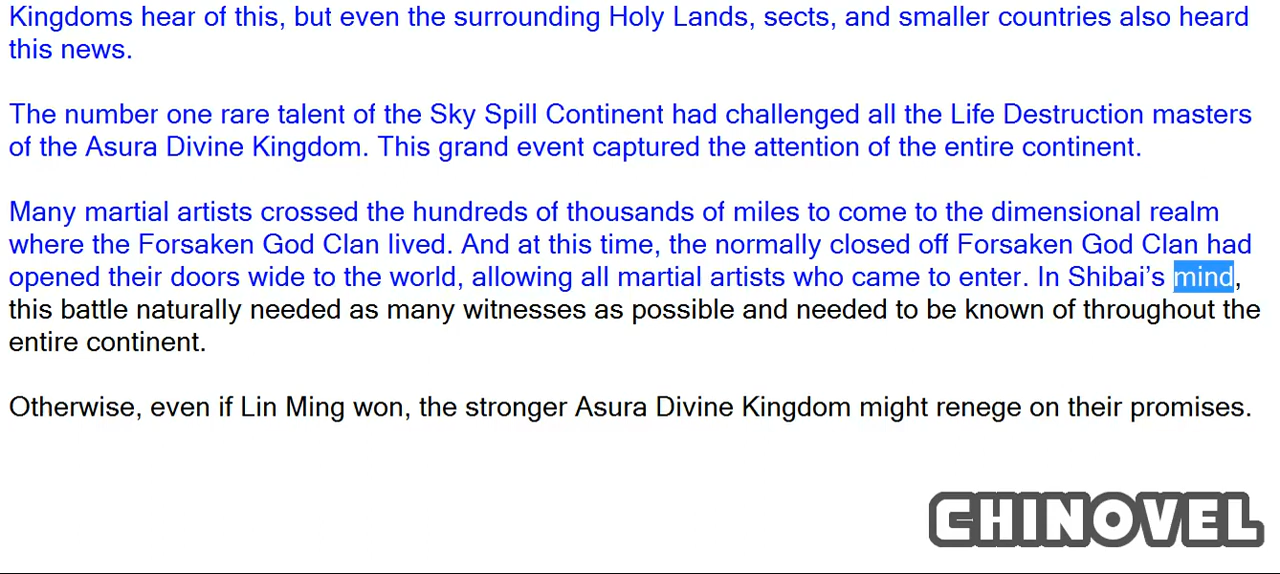 Kingdoms hear of this, but even the surrounding Holy Lands, sects, and smaller countries also heard
this news.
The number one rare talent of the Sky Spill Continent had challenged all the Life Destruction masters
of the Asura Divine Kingdom. This grand event captured the attention of the entire continent.
Many martial artists crossed the hundreds of thousands of miles to come to the dimensional realm
where the Forsaken God Clan lived. And at this time, the normally closed off Forsaken God Clan had
opened their doors wide to the world, allowing all martial artists who came to enter. In Shibai’s mind,
this battle naturally needed as many witnesses as possible and needed to be known of throughout the
entire continent.
Otherwise, even if Lin Ming won, the stronger Asura Divine Kingdom might renege on their promises.
CHINOVEL